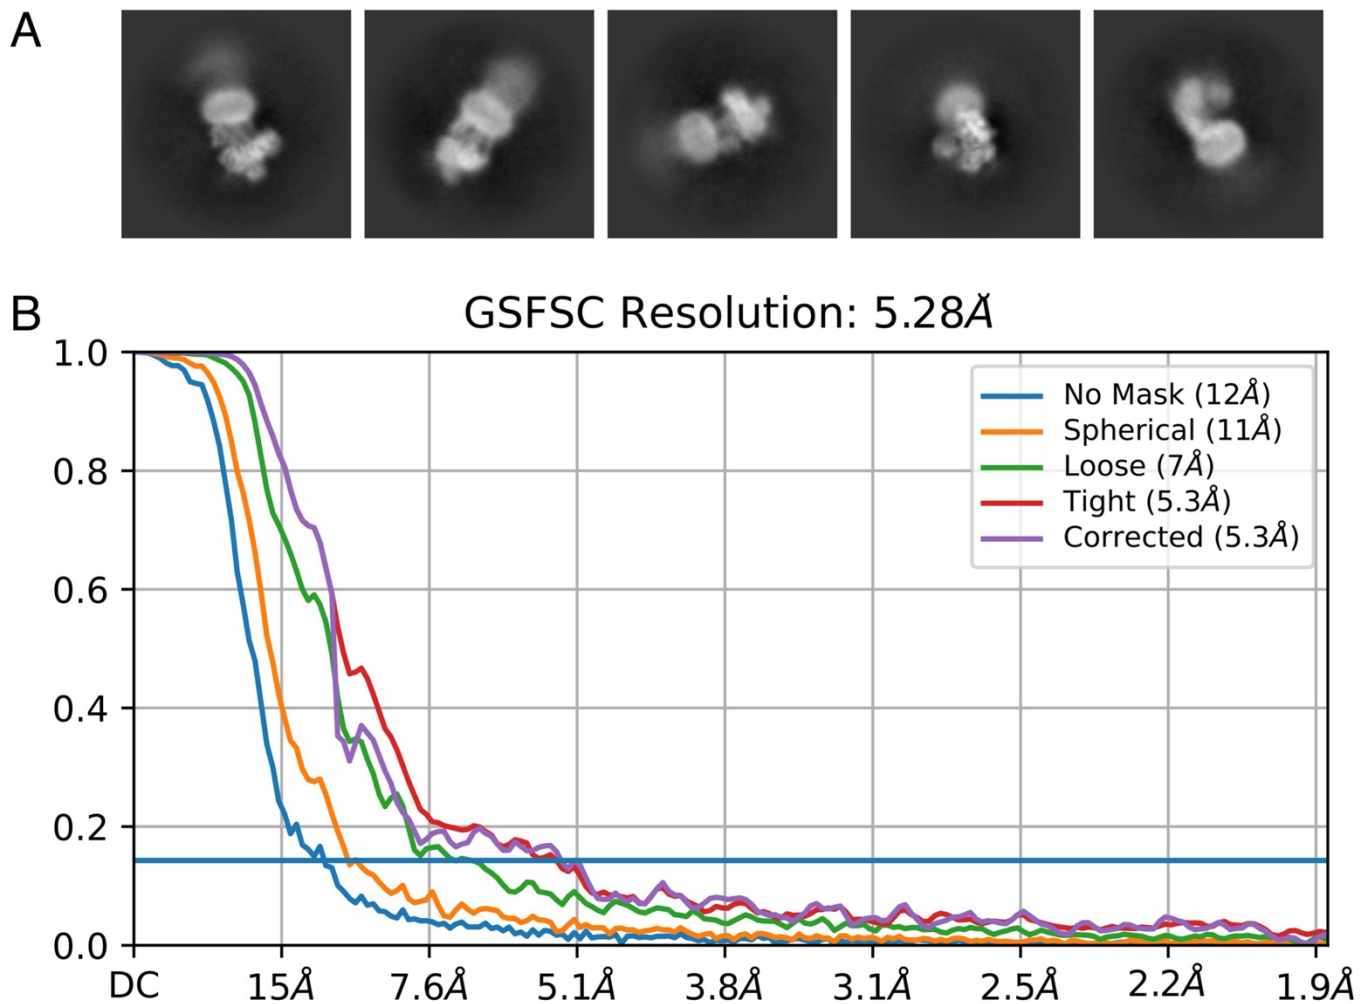 A
B
GSFSC Resolution: 5.28Å
1.0
0.8
0.6
0.4
0.2
0.0
No Mask (12Å)
Spherical (11Å)
Loose (7Å)
Tight (5.3Å)
Corrected (5.3Å)
DC 15Å 7.6Å 5.1Å 3.8Å 3.1Å 2.5Å 2.2Å 1.9Å